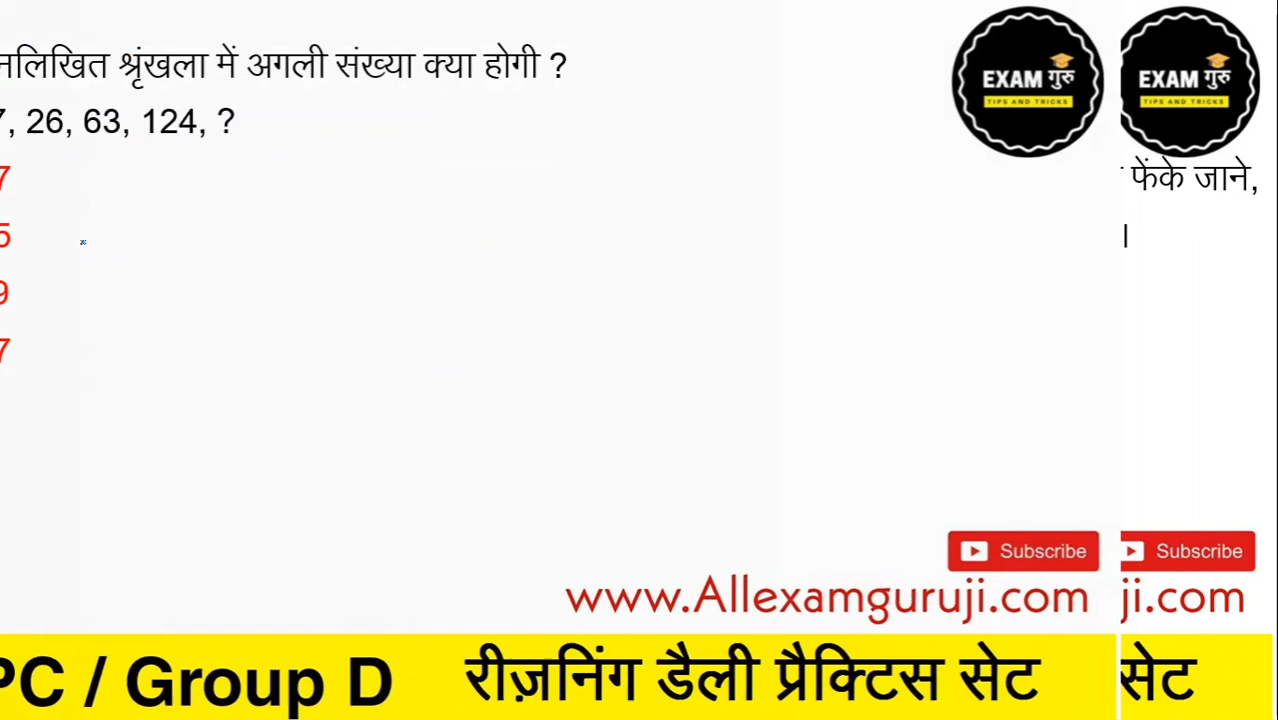 EXAM गुरु EXAM गुरु
TIPS AND TRICKS TIPS AND TRICKS
नलिखित श्रृंखला में अगली संख्या क्या होगी ?
7, 26, 63, 124, ?
7
फेंके जाने,
5
।
9
7
Subscribe Subscribe
www.Allexamguruji.com ji.com
PC / Group D रीज़निंग डैली प्रैक्टिस सेट सेट